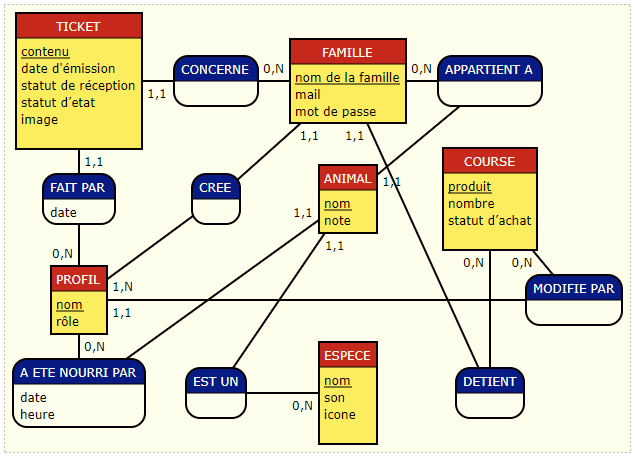 TICKET
contenu
date d'émission
statut de réception
statut d’etat
image
CONCERNE
1,1
0,N
FAMILLE
nom de la famille
mail
mot de passe
0,N
APPARTIENT A
1,1
1,1
1,1
FAIT PAR
date
CREE
ANIMAL
nom
note
1,1
1,1
1,1
COURSE
produit
nombre
statut d’achat
0,N
0,N
0,N
PROFIL
nom
rôle
1,N
1,1
MODIFIE PAR
0,N
A ETE NOURRI PAR
date
heure
EST UN
0,N
ESPECE
nom
son
icone
DETIENT